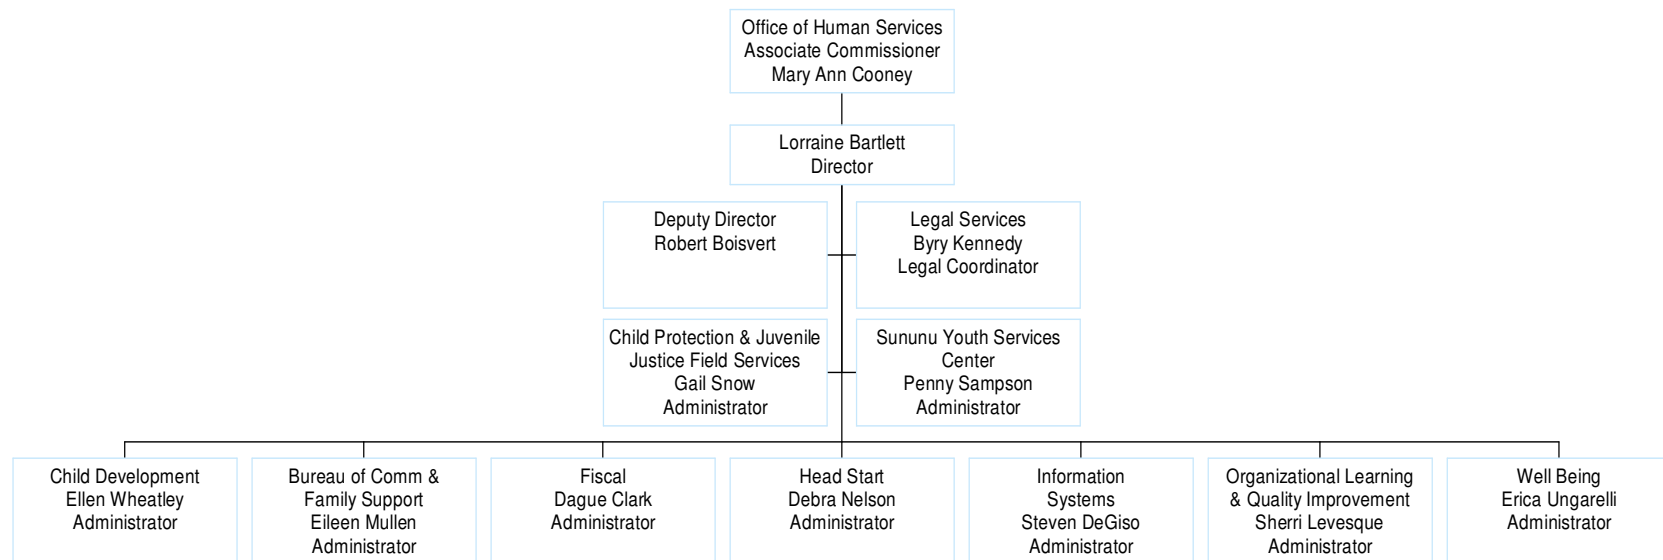 Office of Human Services
Associate Commissioner
Mary Ann Cooney
Lorraine Bartlett
Director
Deputy Director
Robert Boisvert
Legal Services
Byry Kennedy
Legal Coordinator
Child Protection & Juvenile
Justice Field Services
Gail Snow
Administrator
Sununu Youth Services
Center
Penny Sampson
Administrator
Child Development
Ellen Wheatley
Administrator
Bureau of Comm &
Family Support
Eileen Mullen
Administrator
Fiscal
Dague Clark
Administrator
Head Start
Debra Nelson
Administrator
Information
Systems
Steven DeGiso
Administrator
Organizational Learning
& Quality Improvement
Sherri Levesque
Administrator
Well Being
Erica Ungarelli
Administrator